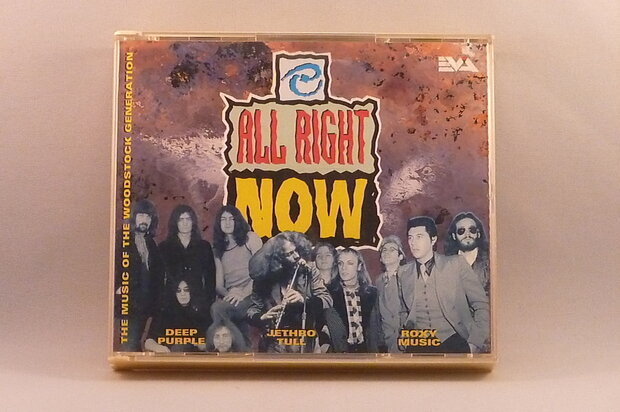 THE MUSIC OF THE WOODSTOCK GENERATION
EVA
ALL RIGHT
NOW
DEEP
PURPLE
JETHRO
TULL
ROXY
MUSIC